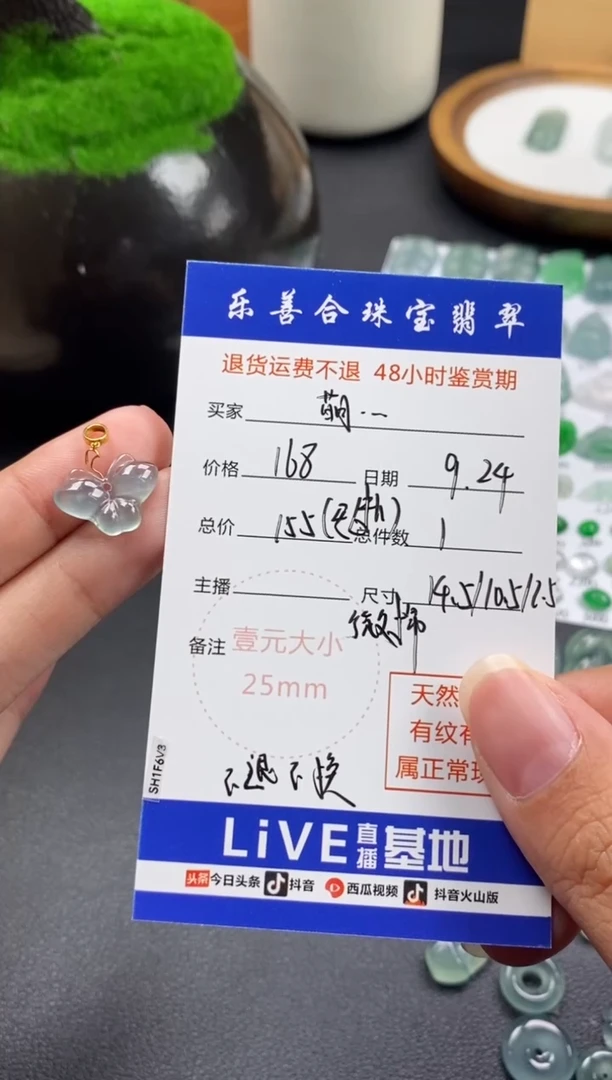 乐善合珠宝翡翠
退货运费不退 48小时鉴赏期
买家 萌.一
价格 168 日期 9.24
总价 155 总件数 1
主播 尺寸 14.5/10.5/2.5
备注 壹元大小
25mm
天然
有纹有
属正常现
不退不换
SH1F6V3
LiVE直播基地
头条 今日头条 抖音 西瓜视频 抖音火山版